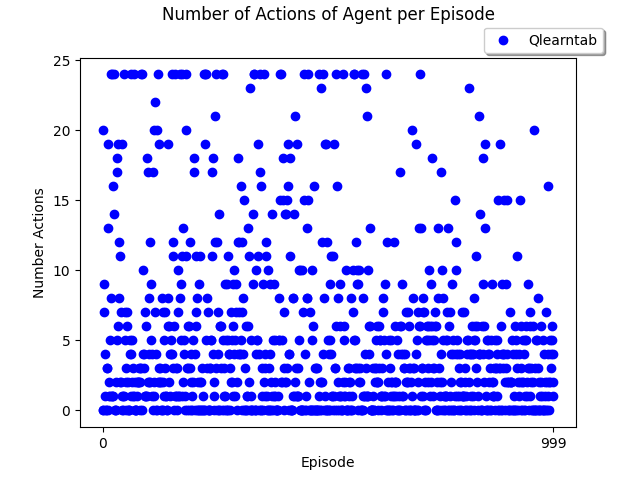 Number of Actions of Agent per Episode
Qlearntab
25
20
15
10
5
0
Number Actions
0
999
Episode